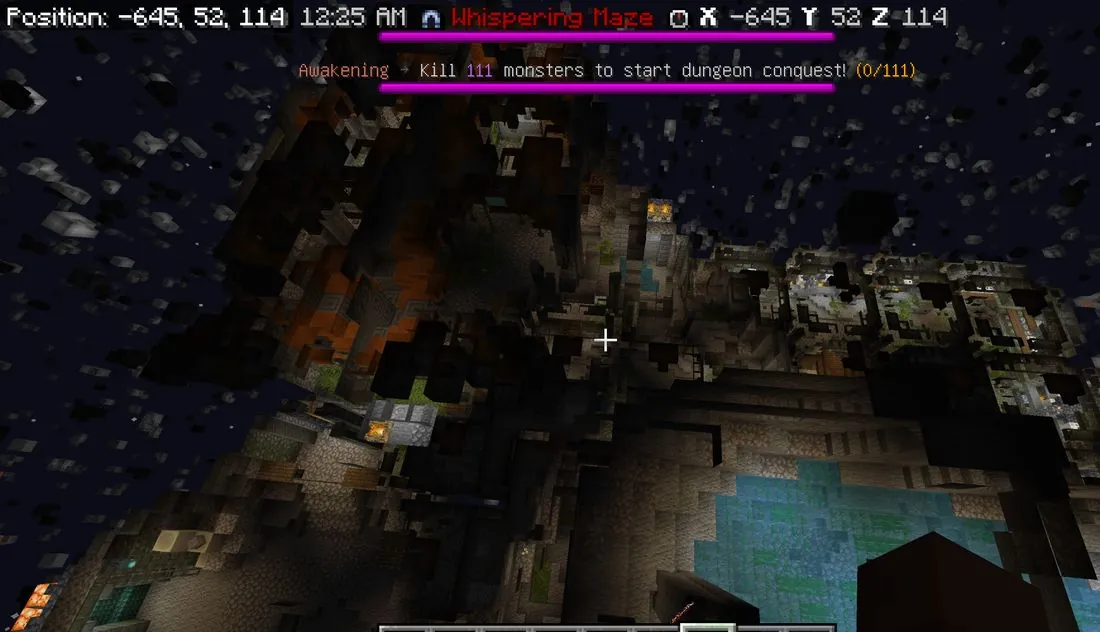 Position: -645, 52, 114 12:25 AM Whispering Maze X -645 Y 52 Z 114
Awakening - Kill 111 monsters to start dungeon conquest! (0/111)